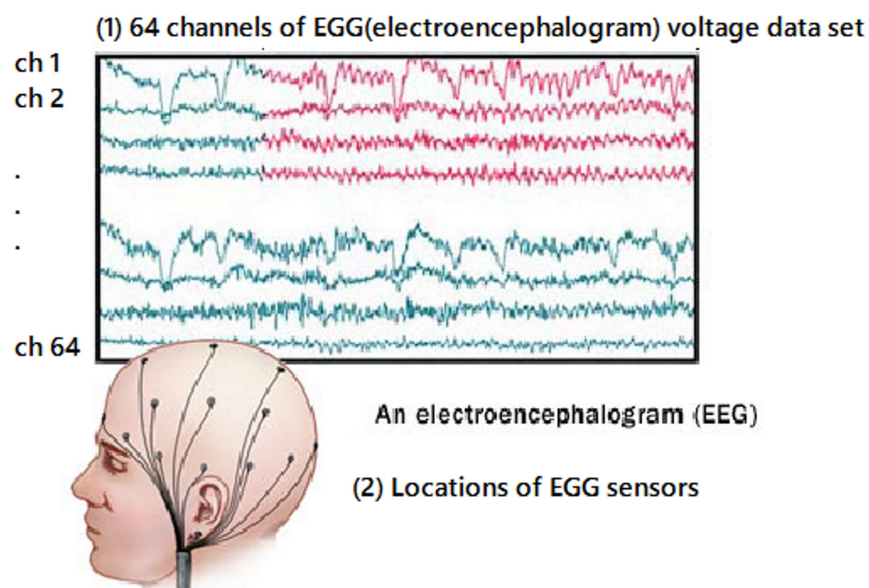 (1) 64 channels of EGG(electroencephalogram) voltage data set
ch 1
ch 2
.
.
.
ch 64
An electroencephalogram (EEG)
(2) Locations of EGG sensors